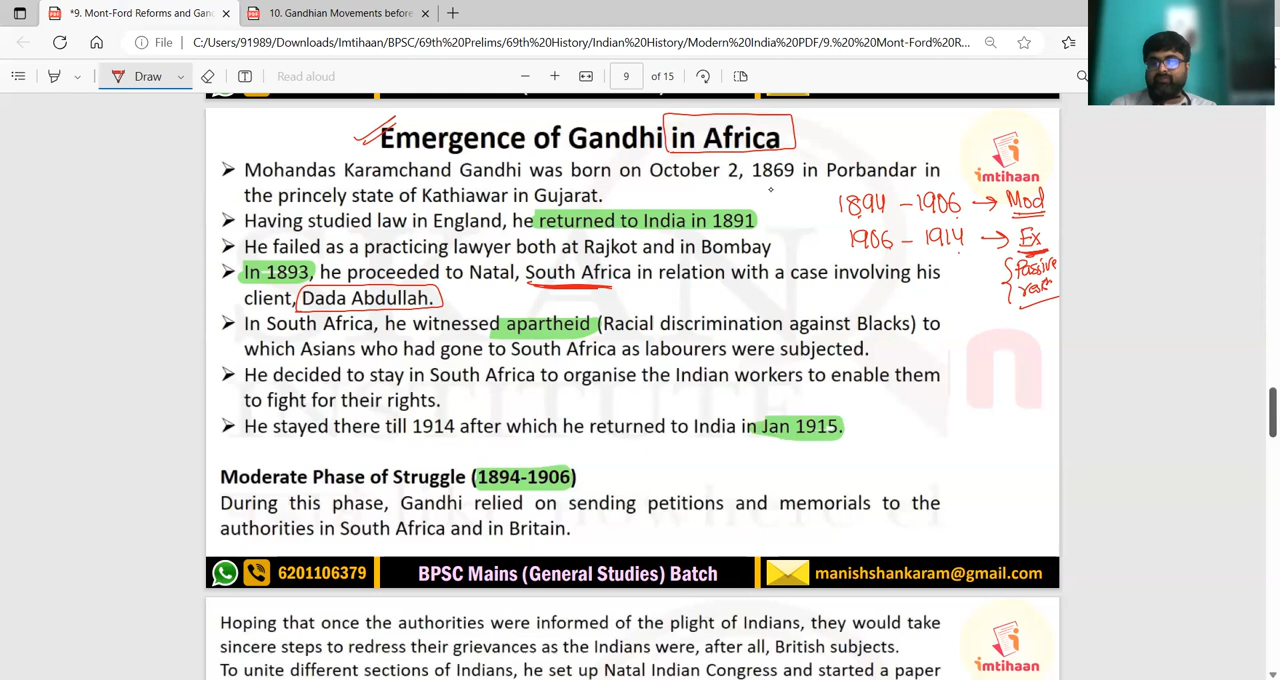 *9. Mont-Ford Reforms and Gand
10. Gandhian Movements before
File
C:/Users/91989/Downloads/Imtihaan/BPSC/69th%20Prelims/69th%20History/Indian%20History/Modern%20India%20PDF/9.%20%20Mont-Ford%20R...
Draw
Read aloud
9 of 15
Emergence of Gandhi in Africa
Mohandas Karamchand Gandhi was born on October 2, 1869 in Porbandar in
the princely state of Kathiawar in Gujarat.
Having studied law in England, he returned to India in 1891
He failed as a practicing lawyer both at Rajkot and in Bombay
In 1893, he proceeded to Natal, South Africa in relation with a case involving his
client, Dada Abdullah.
In South Africa, he witnessed apartheid (Racial discrimination against Blacks) to
which Asians who had gone to South Africa as labourers were subjected.
He decided to stay in South Africa to organise the Indian workers to enable them
to fight for their rights.
He stayed there till 1914 after which he returned to India in Jan 1915.
Moderate Phase of Struggle (1894-1906)
During this phase, Gandhi relied on sending petitions and memorials to the
authorities in South Africa and in Britain.
imtihaan
1894 - 1906 → Mod
1906 - 1914 → Ex
Passive
6201106379
BPSC Mains (General Studies) Batch
manishshankaram@gmail.com
Hoping that once the authorities were informed of the plight of Indians, they would take
sincere steps to redress their grievances as the Indians were, after all, British subjects.
To unite different sections of Indians, he set up Natal Indian Congress and started a paper
imtihaan